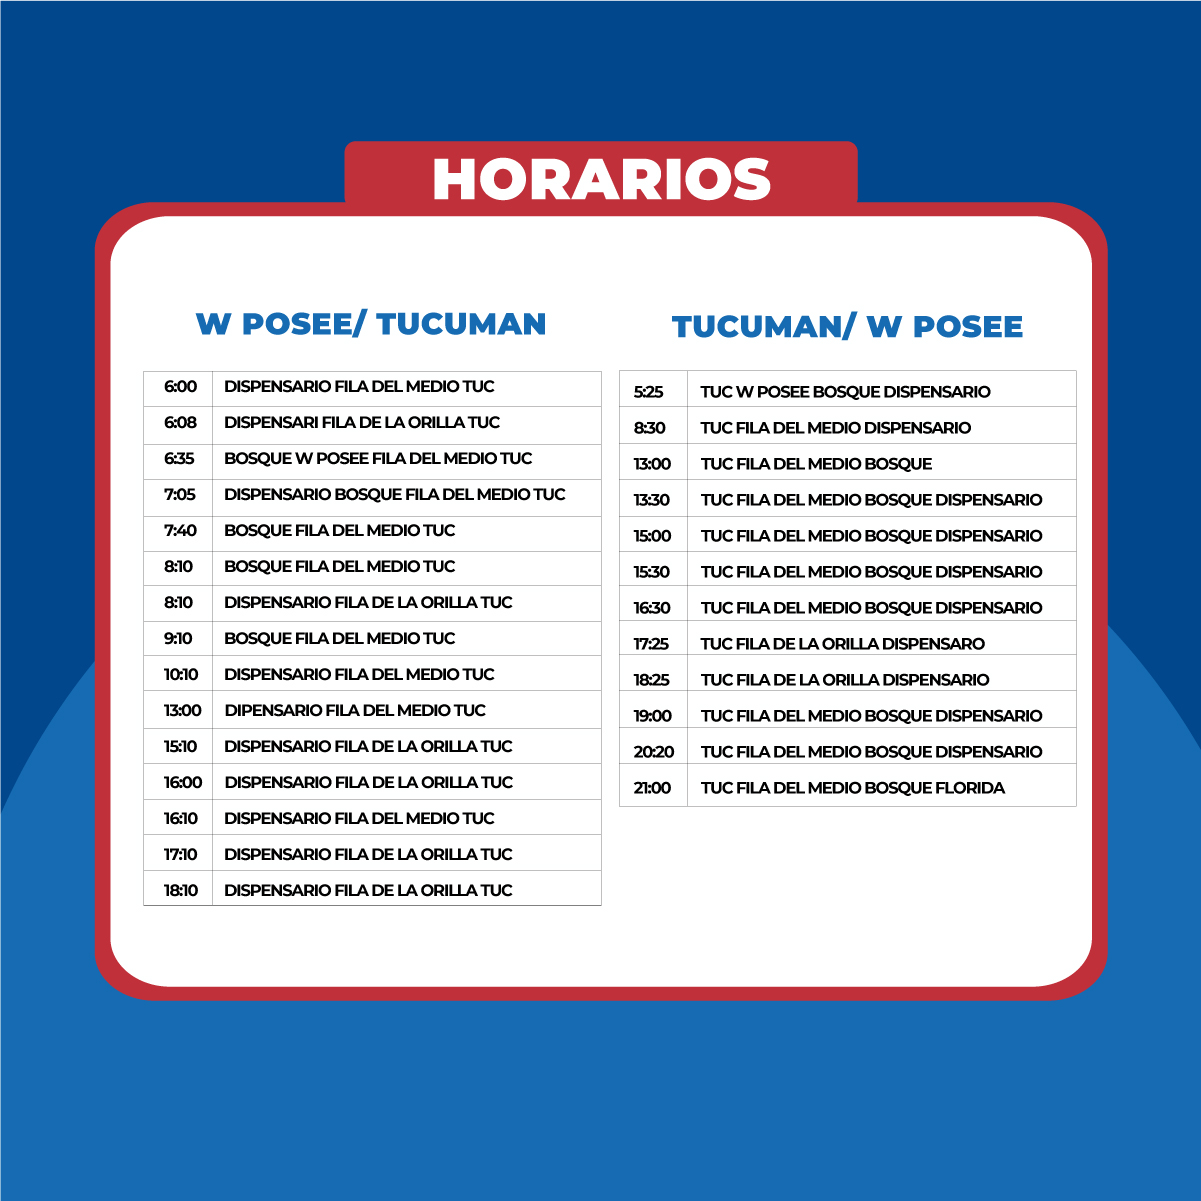 HORARIOS
W POSEE/ TUCUMAN
6:00 DISPENSARIO FILA DEL MEDIO TUC
6:08 DISPENSARI FILA DE LA ORILLA TUC
6:35 BOSQUE W POSEE FILA DEL MEDIO TUC
7:05 DISPENSARIO BOSQUE FILA DEL MEDIO TUC
7:40 BOSQUE FILA DEL MEDIO TUC
8:10 BOSQUE FILA DEL MEDIO TUC
8:10 DISPENSARIO FILA DE LA ORILLA TUC
9:10 BOSQUE FILA DEL MEDIO TUC
10:10 DISPENSARIO FILA DEL MEDIO TUC
13:00 DIPENSARIO FILA DEL MEDIO TUC
15:10 DISPENSARIO FILA DE LA ORILLA TUC
16:00 DISPENSARIO FILA DE LA ORILLA TUC
16:10 DISPENSARIO FILA DEL MEDIO TUC
17:10 DISPENSARIO FILA DE LA ORILLA TUC
18:10 DISPENSARIO FILA DE LA ORILLA TUC
TUCUMAN/ W POSEE
5:25 TUC W POSEE BOSQUE DISPENSARIO
8:30 TUC FILA DEL MEDIO DISPENSARIO
13:00 TUC FILA DEL MEDIO BOSQUE
13:30 TUC FILA DEL MEDIO BOSQUE DISPENSARIO
15:00 TUC FILA DEL MEDIO BOSQUE DISPENSARIO
15:30 TUC FILA DEL MEDIO BOSQUE DISPENSARIO
16:30 TUC FILA DEL MEDIO BOSQUE DISPENSARIO
17:25 TUC FILA DE LA ORILLA DISPENSARO
18:25 TUC FILA DE LA ORILLA DISPENSARIO
19:00 TUC FILA DEL MEDIO BOSQUE DISPENSARIO
20:20 TUC FILA DEL MEDIO BOSQUE DISPENSARIO
21:00 TUC FILA DEL MEDIO BOSQUE FLORIDA